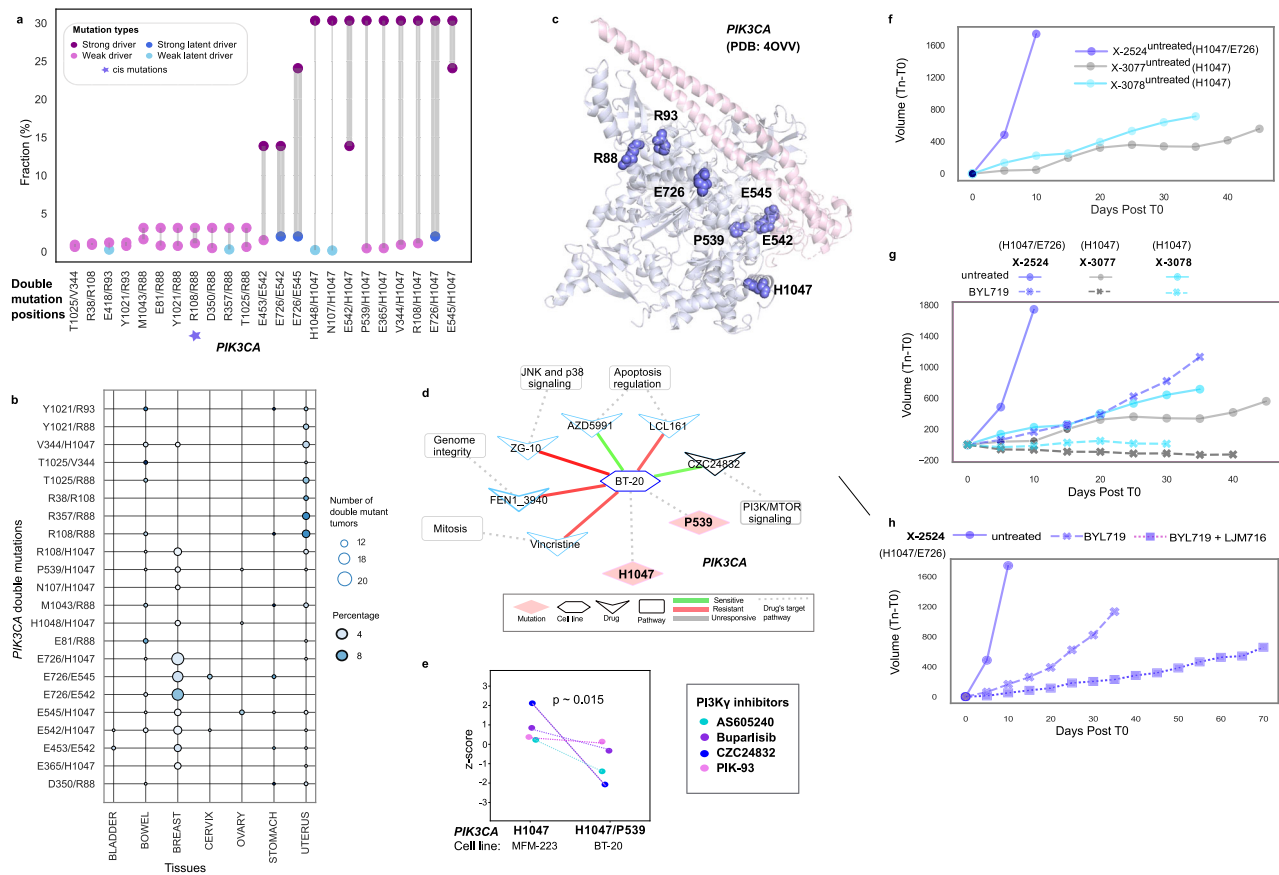 a
Mutation types
Strong driver
Strong latent driver
Weak driver
Weak latent driver
cis mutations
Fraction (%)
30
25
20
15
10
5
0
Double
mutation
positions
T1025/V344
R38/R108
E418/R93
Y1021/R93
M1043/R88
E81/R88
Y1021/R88
R108/R88
D350/R88
R357/R88
T1025/R88
E453/E542
E726/E542
E726/E545
H1048/H1047
N107/H1047
E542/H1047
P539/H1047
E365/H1047
V344/H1047
R108/H1047
E726/H1047
E545/H1047
PIK3CA
b
PIK3CA double mutations
Y1021/R93
Y1021/R88
V344/H1047
T1025/V344
T1025/R88
R38/R108
R357/R88
R108/R88
R108/H1047
P539/H1047
N107/H1047
M1043/R88
H1048/H1047
E81/R88
E726/H1047
E726/E545
E726/E542
E545/H1047
E542/H1047
E453/E542
E365/H1047
D350/R88
BLADDER
BOWEL
BREAST
CERVIX
OVARY
STOMACH
UTERUS
Tissues
Number of
double mutant
tumors
12
18
20
Percentage
4
8
c
PIK3CA
(PDB: 4OVV)
R93
R88
E726
E545
P539
E542
H1047
d
JNK and p38
signaling
Apoptosis
regulation
AZD5991
LCL161
Genome
integrity
ZG-10
CZC24832
BT-20
FEN1_3940
Mitosis
P539
PI3K/MTOR
signaling
Vincristine
H1047
PIK3CA
Mutation
Cell line
Drug
Pathway
Sensitive
Resistant
Unresponsive
Drug's target
pathway
e
z-score
3
2
1
0
−1
−2
−3
p ~ 0.015
PIK3CA
H1047
H1047/P539
Cell line:
MFM-223
BT-20
PI3Kγ inhibitors
AS605240
Buparlisib
CZC24832
PIK-93
f
Volume (Tn-T0)
1600
1200
800
400
0
X-2524untreated(H1047/E726)
X-3077untreated(H1047)
X-3078untreated(H1047)
0
10
20
30
40
Days Post T0
g
(H1047/E726)
(H1047)
(H1047)
X-2524
X-3077
X-3078
untreated
BYL719
Volume (Tn-T0)
1800
1400
1000
600
200
−200
0
10
20
30
40
Days Post T0
h
X-2524
(H1047/E726)
untreated
BYL719
BYL719 + LJM716
Volume (Tn-T0)
1600
1200
800
400
0
0
10
20
30
40
50
60
70
Days Post T0